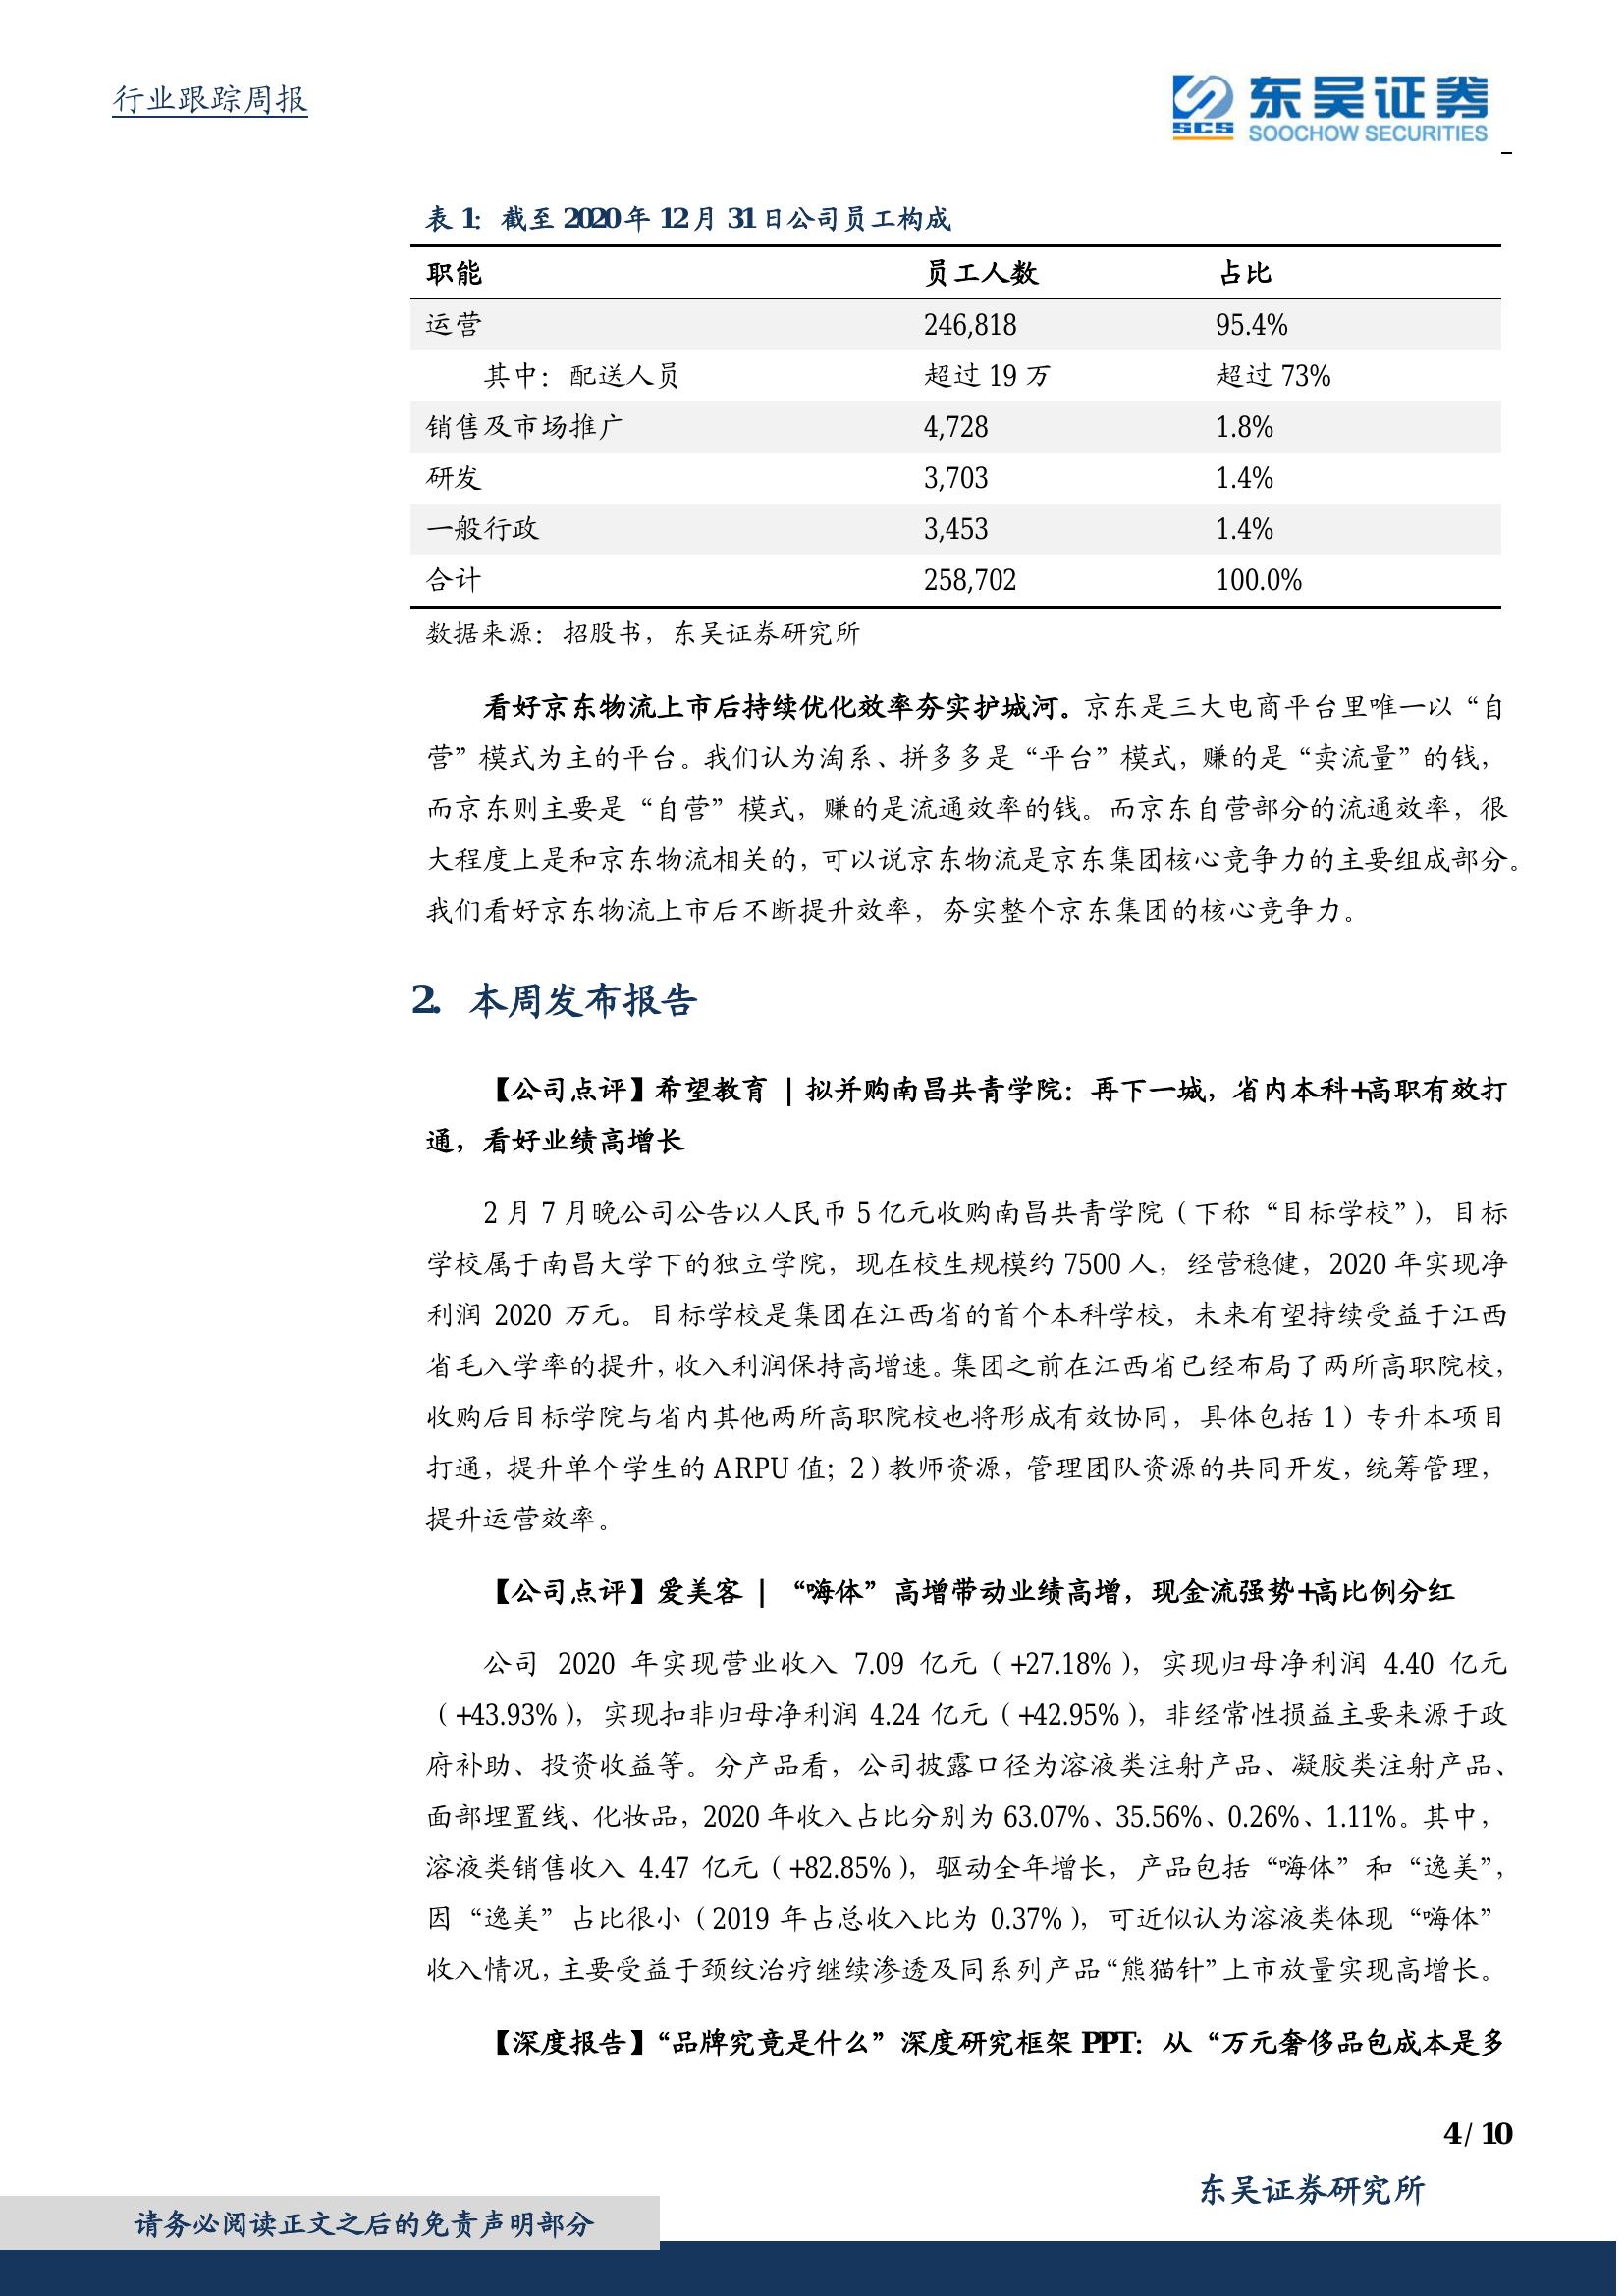 行业跟踪周报
SCS 东吴证券
SOOCHOW SECURITIES
表 1：截至 2020 年 12 月 31 日公司员工构成
职能 员工人数 占比
运营 246,818 95.4%
其中：配送人员 超过 19 万 超过 73%
销售及市场推广 4,728 1.8%
研发 3,703 1.4%
一般行政 3,453 1.4%
合计 258,702 100.0%
数据来源：招股书，东吴证券研究所
看好京东物流上市后持续优化效率夯实护城河。京东是三大电商平台里唯一以“自
营”模式为主的平台。我们认为淘系、拼多多是“平台”模式，赚的是“卖流量”的钱，
而京东则主要是“自营”模式，赚的是流通效率的钱。而京东自营部分的流通效率，很
大程度上是和京东物流相关的，可以说京东物流是京东集团核心竞争力的主要组成部分。
我们看好京东物流上市后不断提升效率，夯实整个京东集团的核心竞争力。
2. 本周发布报告
【公司点评】希望教育 | 拟并购南昌共青学院：再下一城，省内本科+高职有效打
通，看好业绩高增长
2 月 7 月晚公司公告以人民币 5 亿元收购南昌共青学院（下称“目标学校”），目标
学校属于南昌大学下的独立学院，现在校生规模约 7500 人，经营稳健，2020 年实现净
利润 2020 万元。目标学校是集团在江西省的首个本科学校，未来有望持续受益于江西
省毛入学率的提升，收入利润保持高增速。集团之前在江西省已经布局了两所高职院校，
收购后目标学院与省内其他两所高职院校也将形成有效协同，具体包括 1）专升本项目
打通，提升单个学生的 ARPU 值；2）教师资源，管理团队资源的共同开发，统筹管理，
提升运营效率。
【公司点评】爱美客 | “嗨体”高增带动业绩高增，现金流强势+高比例分红
公司 2020 年实现营业收入 7.09 亿元（+27.18%），实现归母净利润 4.40 亿元
（+43.93%），实现扣非归母净利润 4.24 亿元（+42.95%），非经常性损益主要来源于政
府补助、投资收益等。分产品看，公司披露口径为溶液类注射产品、凝胶类注射产品、
面部埋置线、化妆品，2020 年收入占比分别为 63.07%、35.56%、0.26%、1.11%。其中，
溶液类销售收入 4.47 亿元（+82.85%），驱动全年增长，产品包括“嗨体”和“逸美”，
因“逸美”占比很小（2019 年占总收入比为 0.37%），可近似认为溶液类体现“嗨体”
收入情况，主要受益于颈纹治疗继续渗透及同系列产品“熊猫针”上市放量实现高增长。
【深度报告】“品牌究竟是什么”深度研究框架 PPT：从“万元奢侈品包成本是多
4 / 10
东吴证券研究所
请务必阅读正文之后的免责声明部分